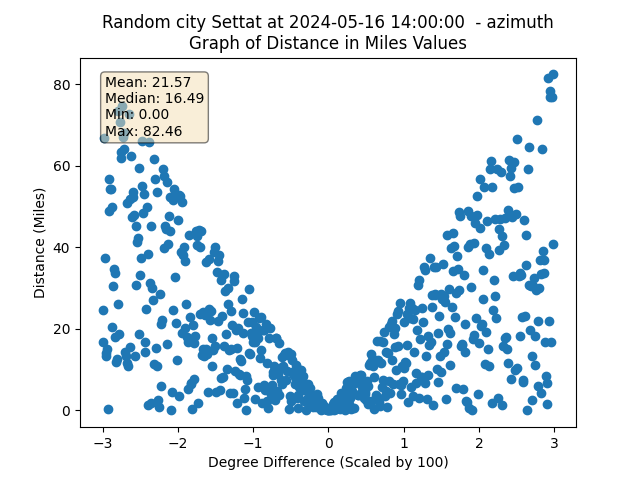 Random city Settat at 2024-05-16 14:00:00  - azimuth
Graph of Distance in Miles Values
Mean: 21.57
Median: 16.49
Min: 0.00
Max: 82.46
80
60
40
20
0
Distance (Miles)
−3 −2 −1 0 1 2 3
Degree Difference (Scaled by 100)